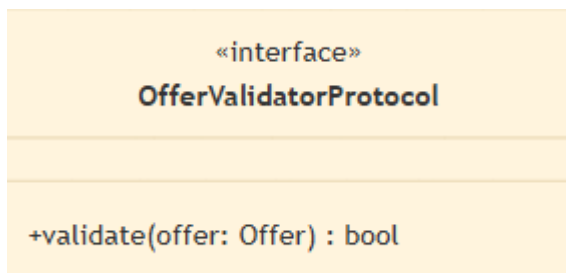 «interface»
OfferValidatorProtocol
+validate(offer: Offer) : bool